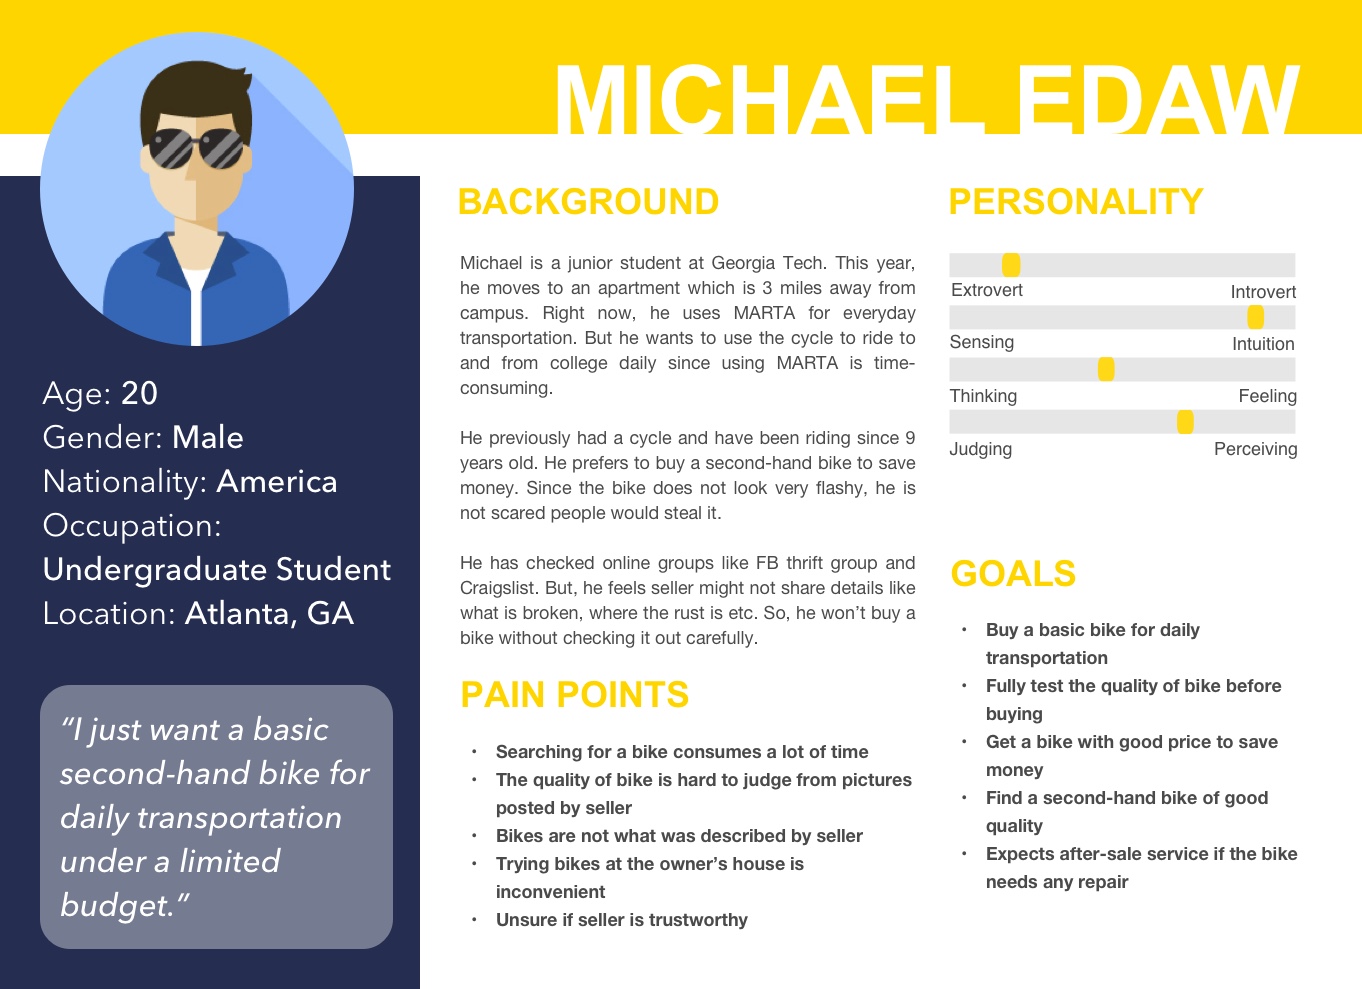 MICHAEL EDAW
Age: 20
Gender: Male
Nationality: America
Occupation:
Undergraduate Student
Location: Atlanta, GA
“I just want a basic
second-hand bike for
daily transportation
under a limited
budget.”
BACKGROUND
Michael is a junior student at Georgia Tech. This year,
he moves to an apartment which is 3 miles away from
campus. Right now, he uses MARTA for everyday
transportation. But he wants to use the cycle to ride to
and from college daily since using MARTA is time-
consuming.
He previously had a cycle and have been riding since 9
years old. He prefers to buy a second-hand bike to save
money. Since the bike does not look very flashy, he is
not scared people would steal it.
He has checked online groups like FB thrift group and
Craigslist. But, he feels seller might not share details like
what is broken, where the rust is etc. So, he won’t buy a
bike without checking it out carefully.
PAIN POINTS
• Searching for a bike consumes a lot of time
• The quality of bike is hard to judge from pictures
posted by seller
• Bikes are not what was described by seller
• Trying bikes at the owner’s house is
inconvenient
• Unsure if seller is trustworthy
PERSONALITY
Extrovert Introvert
Sensing Intuition
Thinking Feeling
Judging Perceiving
GOALS
• Buy a basic bike for daily
transportation
• Fully test the quality of bike before
buying
• Get a bike with good price to save
money
• Find a second-hand bike of good
quality
• Expects after-sale service if the bike
needs any repair